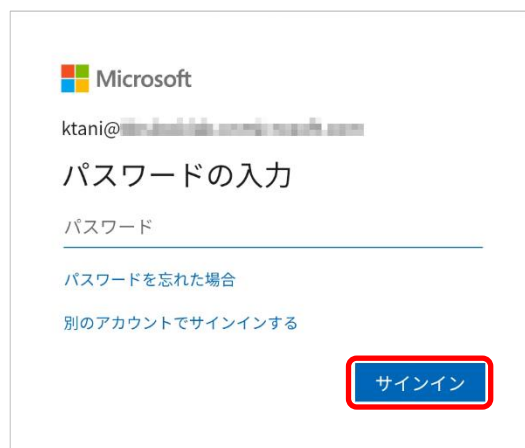 Microsoft
ktani@
パスワードの入力
パスワード
パスワードを忘れた場合
別のアカウントでサインインする
サインイン